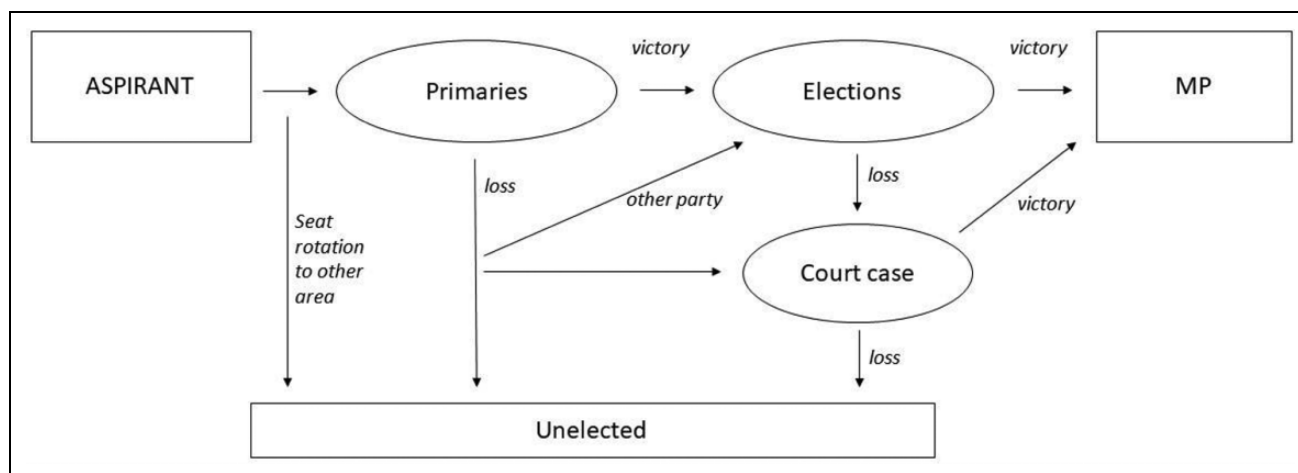 victory
victory
ASPIRANT
Primaries
Elections
MP
loss
loss
other party
victory
Seat
rotation
to other
area
Court case
loss
Unelected